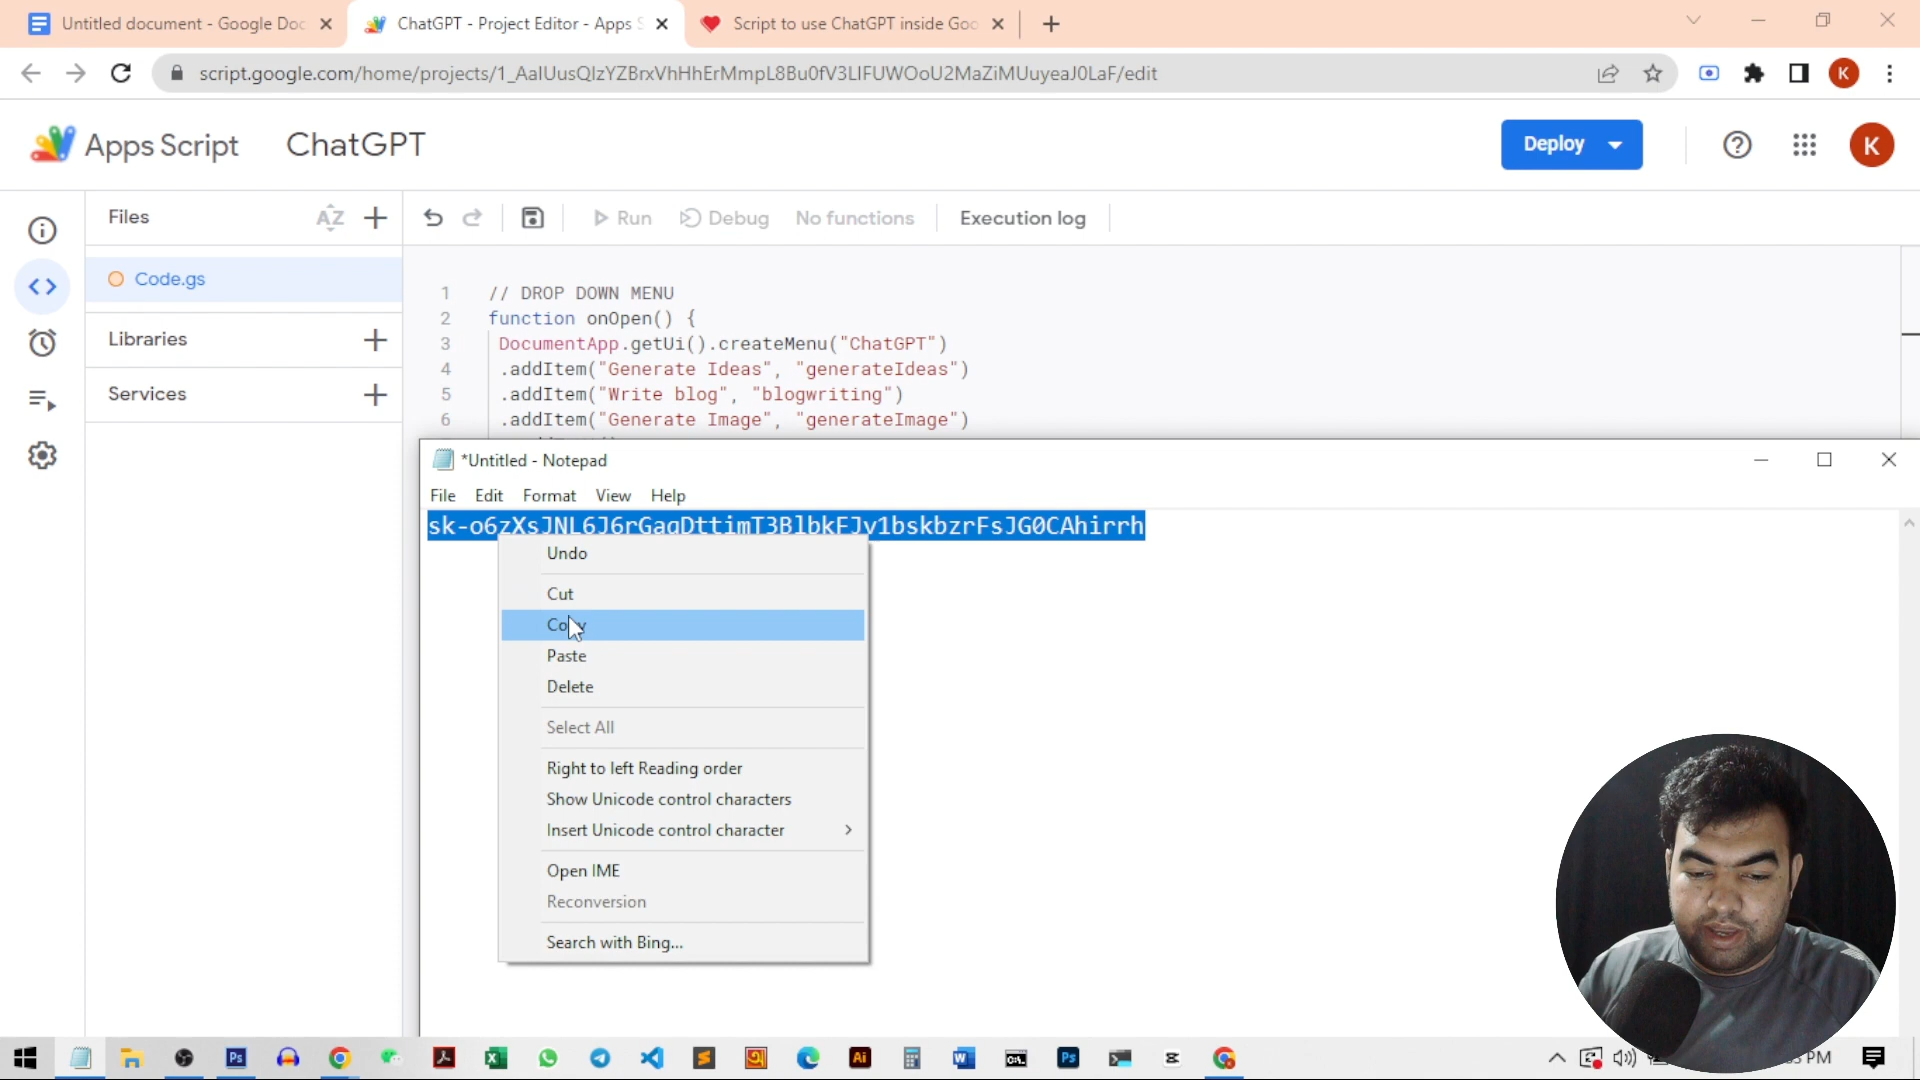 Untitled document - Google Doc
ChatGPT - Project Editor - Apps S
Script to use ChatGPT inside Goo
script.google.com/home/projects/1_AaIUusQIzYZBrxVhHhErMmpL8Bu0fV3LIFUWOoU2MaZiMUuyeaJ0LaF/edit
K
Apps Script
ChatGPT
Deploy
K
Files
AZ
Run
Debug
No functions
Execution log
Code.gs
Libraries
Services
1 // DROP DOWN MENU
2 function onOpen() {
3 DocumentApp.getUi().createMenu("ChatGPT")
4 .addItem("Generate Ideas", "generateIdeas")
5 .addItem("Write blog", "blogwriting")
6 .addItem("Generate Image", "generateImage")
*Untitled - Notepad
File Edit Format View Help
Undo
Cut
Copy
Paste
Delete
Select All
Right to left Reading order
Show Unicode control characters
Insert Unicode control character
Open IME
Reconversion
Search with Bing...
PM